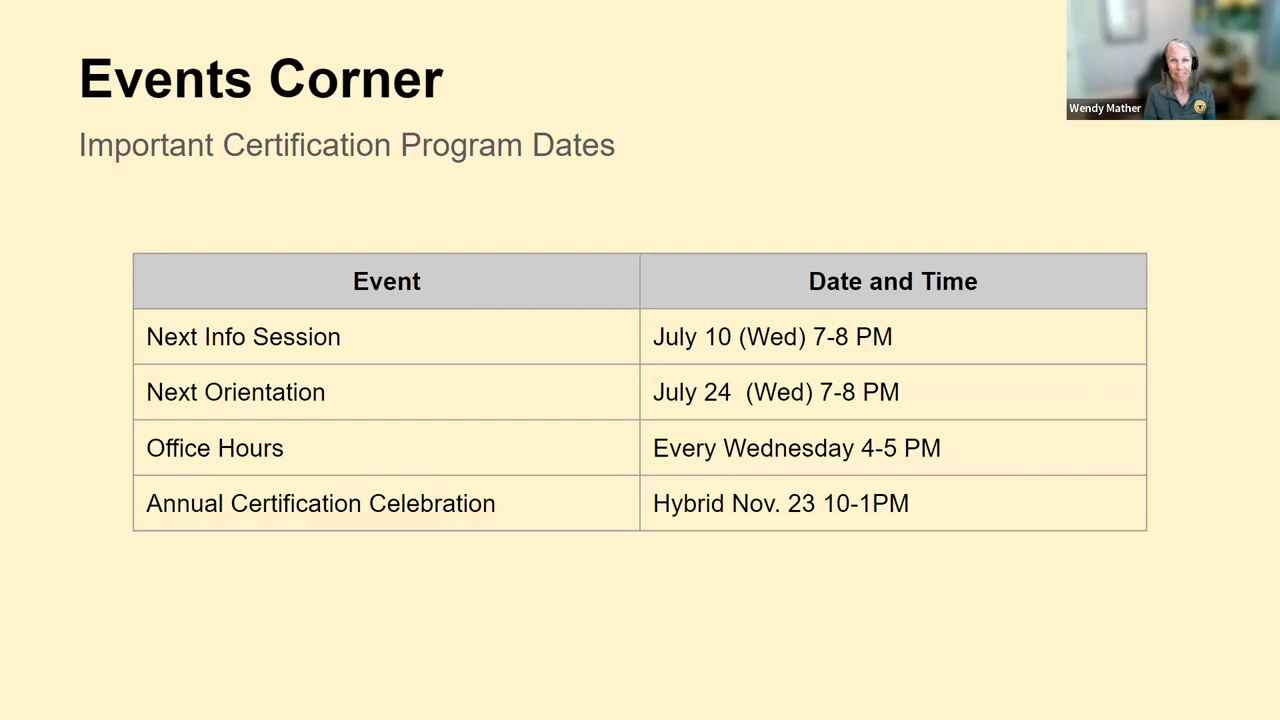 Events Corner
Important Certification Program Dates
Wendy Mather
Event Date and Time
Next Info Session July 10 (Wed) 7-8 PM
Next Orientation July 24  (Wed) 7-8 PM
Office Hours Every Wednesday 4-5 PM
Annual Certification Celebration Hybrid Nov. 23 10-1PM